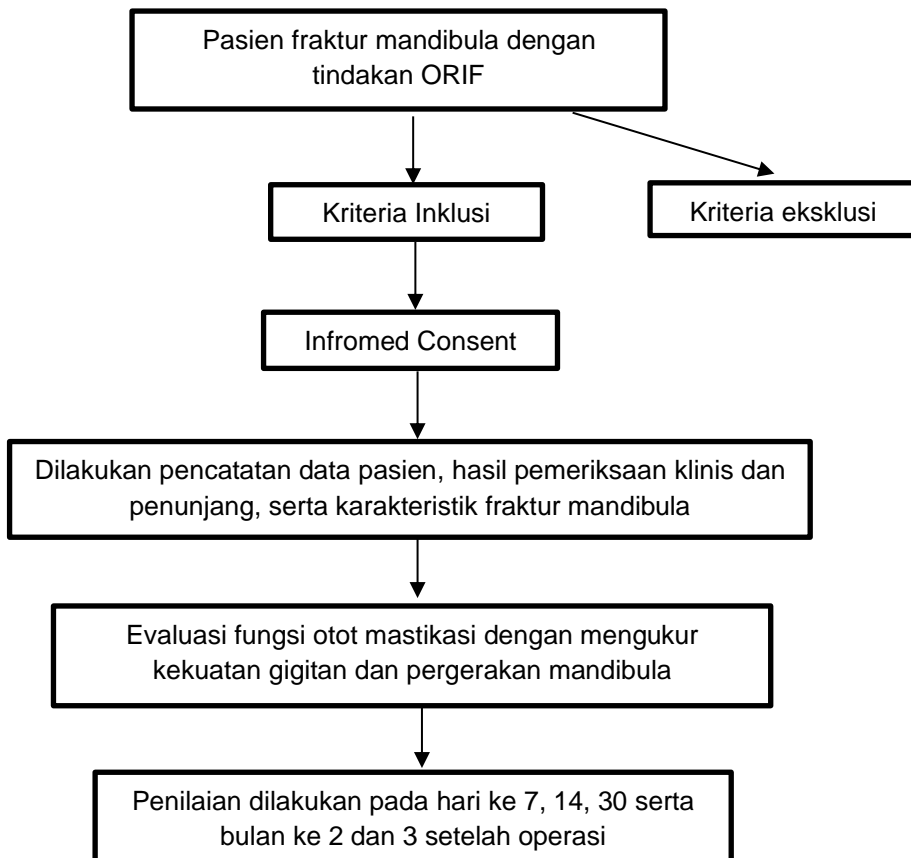 Pasien fraktur mandibula dengan
tindakan ORIF
Kriteria Inklusi
Kriteria eksklusi
Infromed Consent
Dilakukan pencatatan data pasien, hasil pemeriksaan klinis dan
penunjang, serta karakteristik fraktur mandibula
Evaluasi fungsi otot mastikasi dengan mengukur
kekuatan gigitan dan pergerakan mandibula
Penilaian dilakukan pada hari ke 7, 14, 30 serta
bulan ke 2 dan 3 setelah operasi